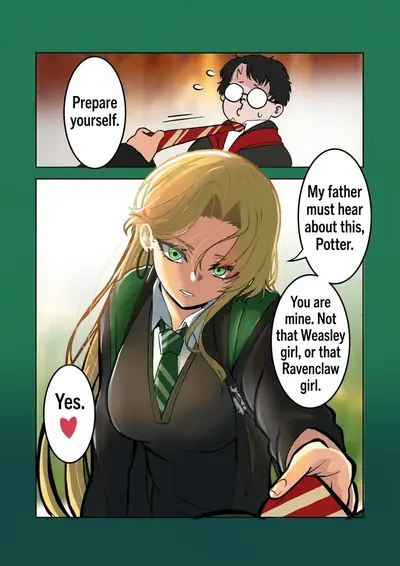 Prepare
yourself.
My father
must hear
about this,
Potter.
You are
mine. Not
that Weasley
girl, or that
Ravenclaw
girl.
Yes.